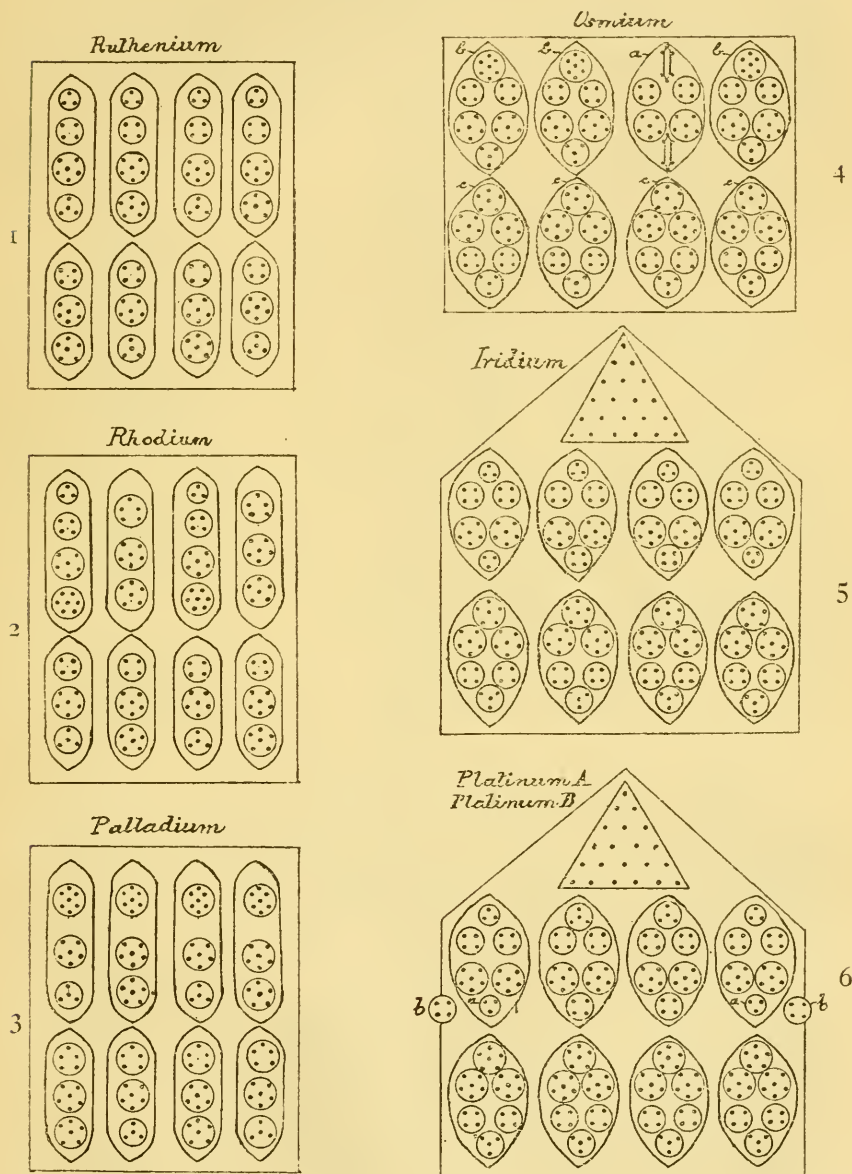 Ruthenium
1
Rhodium
2
Palladium
3
Osmium
b
b
a
b
c
c
c
c
4
Iridium
5
Platinum A
Platinum B
a
a
b
b
6